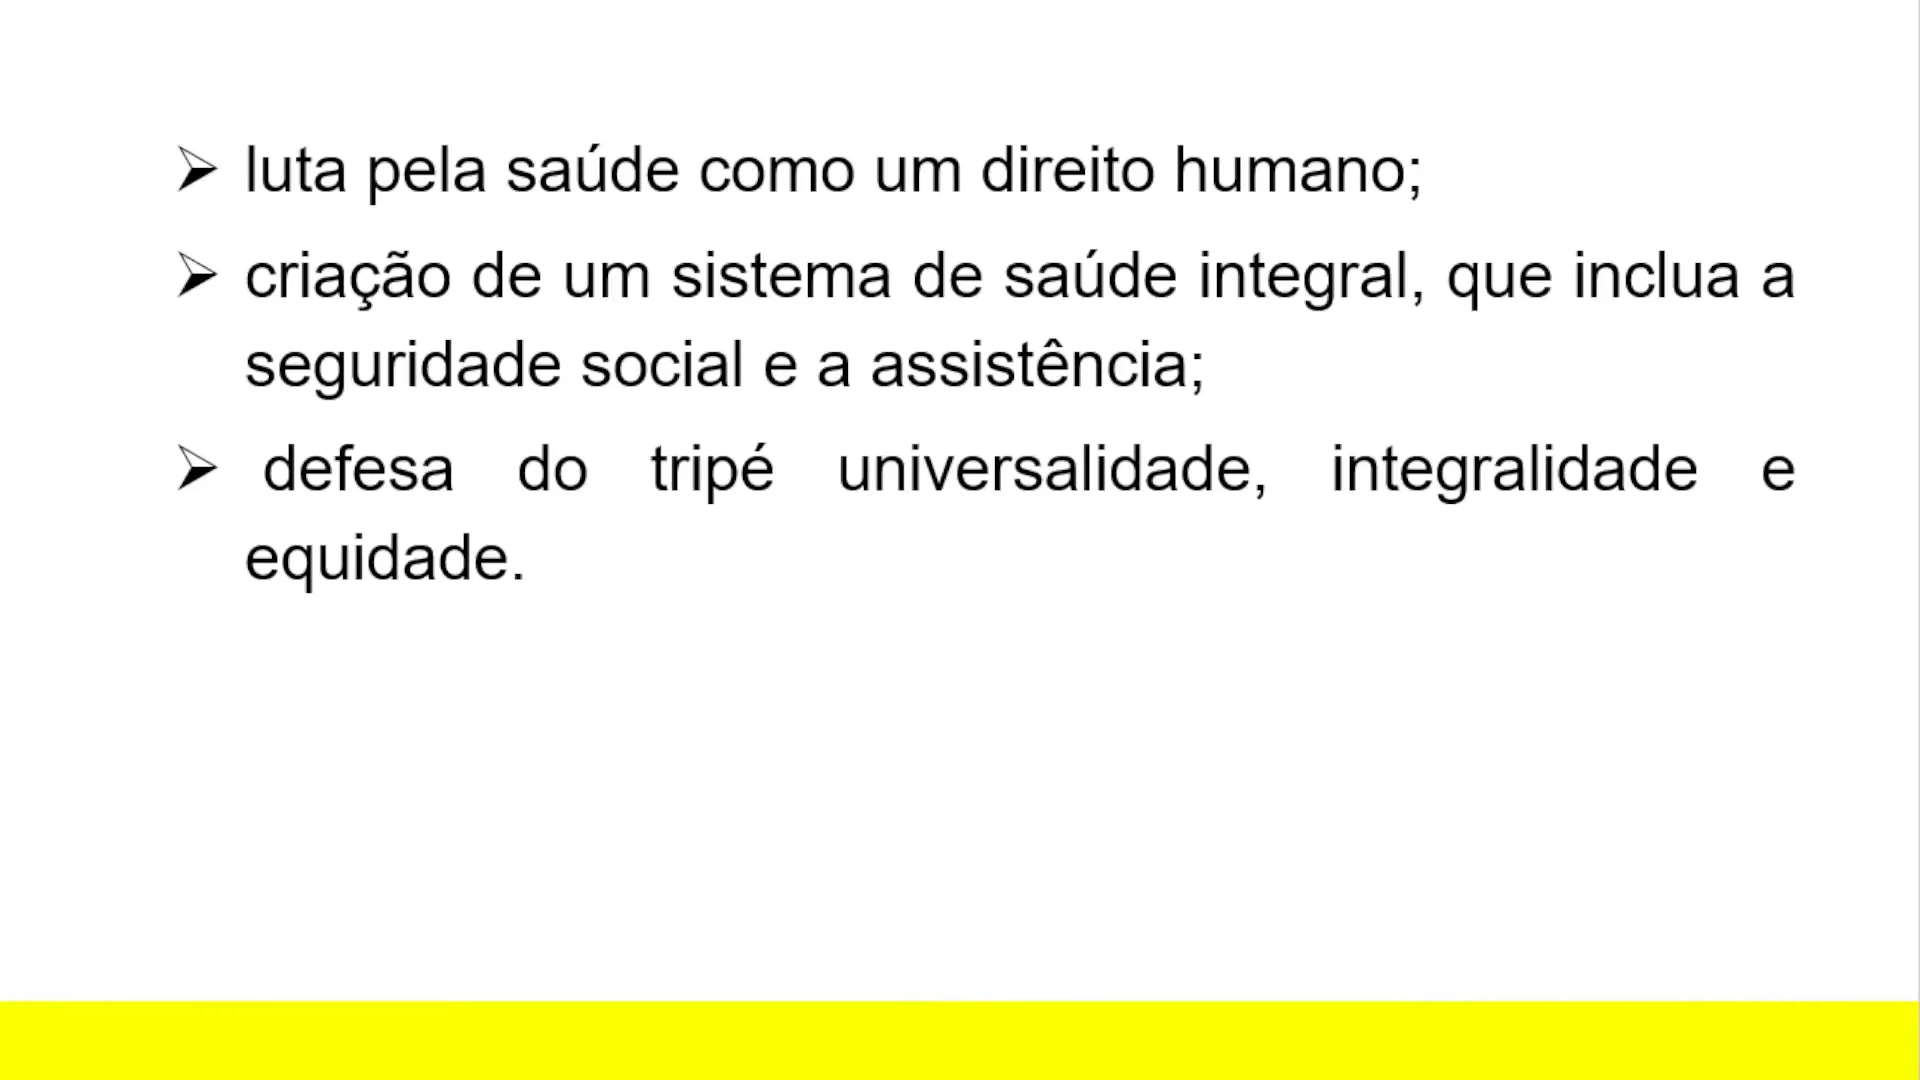 ➢ luta pela saúde como um direito humano;
➢ criação de um sistema de saúde integral, que inclua a
seguridade social e a assistência;
➢ defesa do tripé universalidade, integralidade e
equidade.